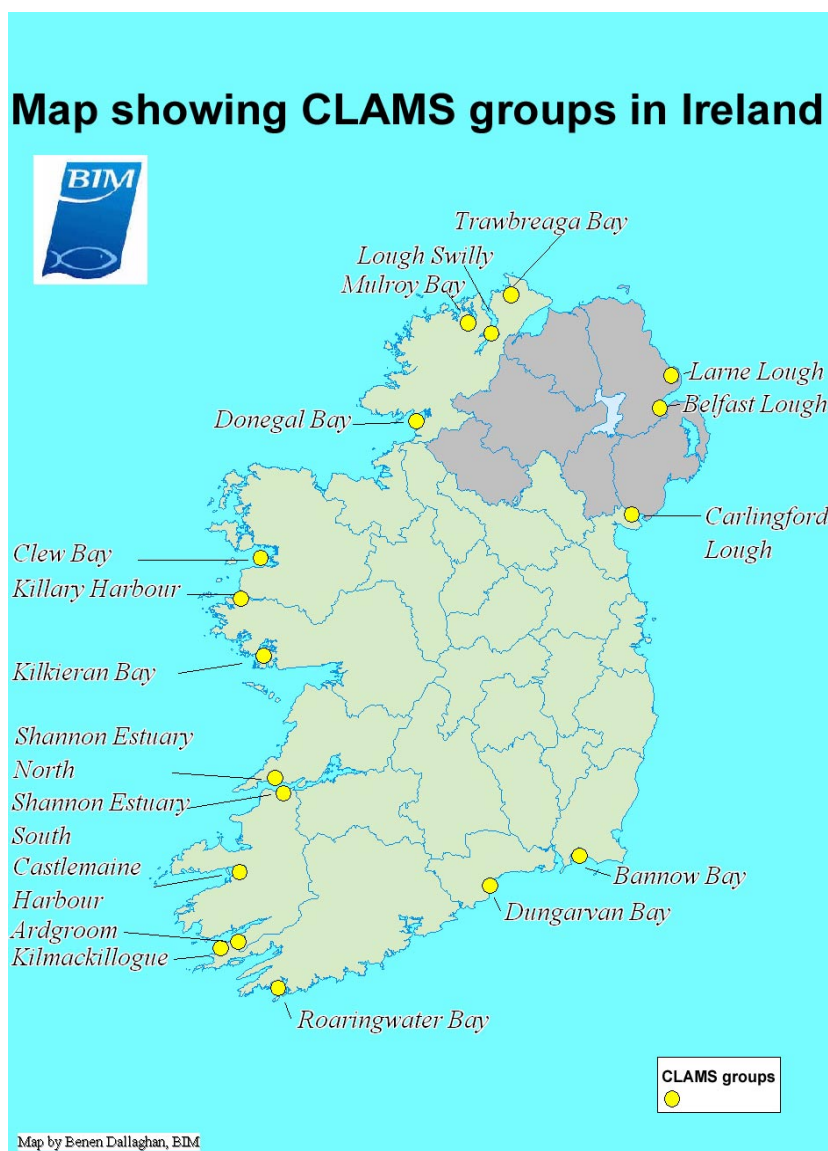 Map showing CLAMS groups in Ireland
BIM
Trawbreaga Bay
Lough Swilly
Mulroy Bay
Larne Lough
Belfast Lough
Donegal Bay
Carlingford
Lough
Clew Bay
Killary Harbour
Kilkieran Bay
Shannon Estuary
North
Shannon Estuary
South
Castlemaine
Harbour
Ardgroom
Kilmackillogue
Bannow Bay
Dungarvan Bay
Roaringwater Bay
CLAMS groups
Map by Benen Dallaghan, BIM